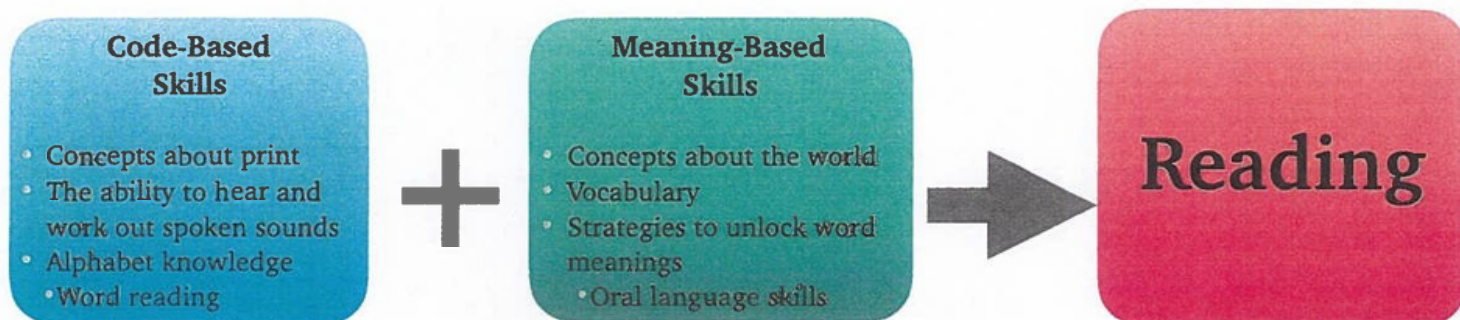 Code-Based
Skills
• Concepts about print
• The ability to hear and
work out spoken sounds
• Alphabet knowledge
• Word reading
Meaning-Based
Skills
• Concepts about the world
• Vocabulary
• Strategies to unlock word
meanings
• Oral language skills
Reading